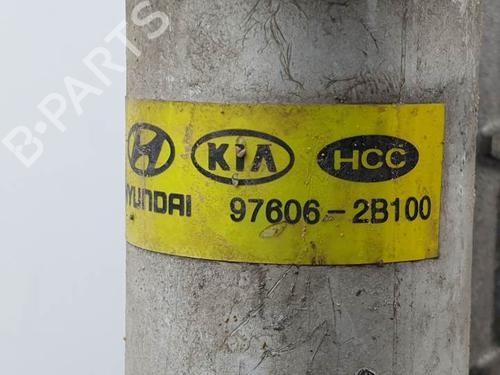 B-PARTS
KIA
HCC
HYUNDAI 97606-2B100